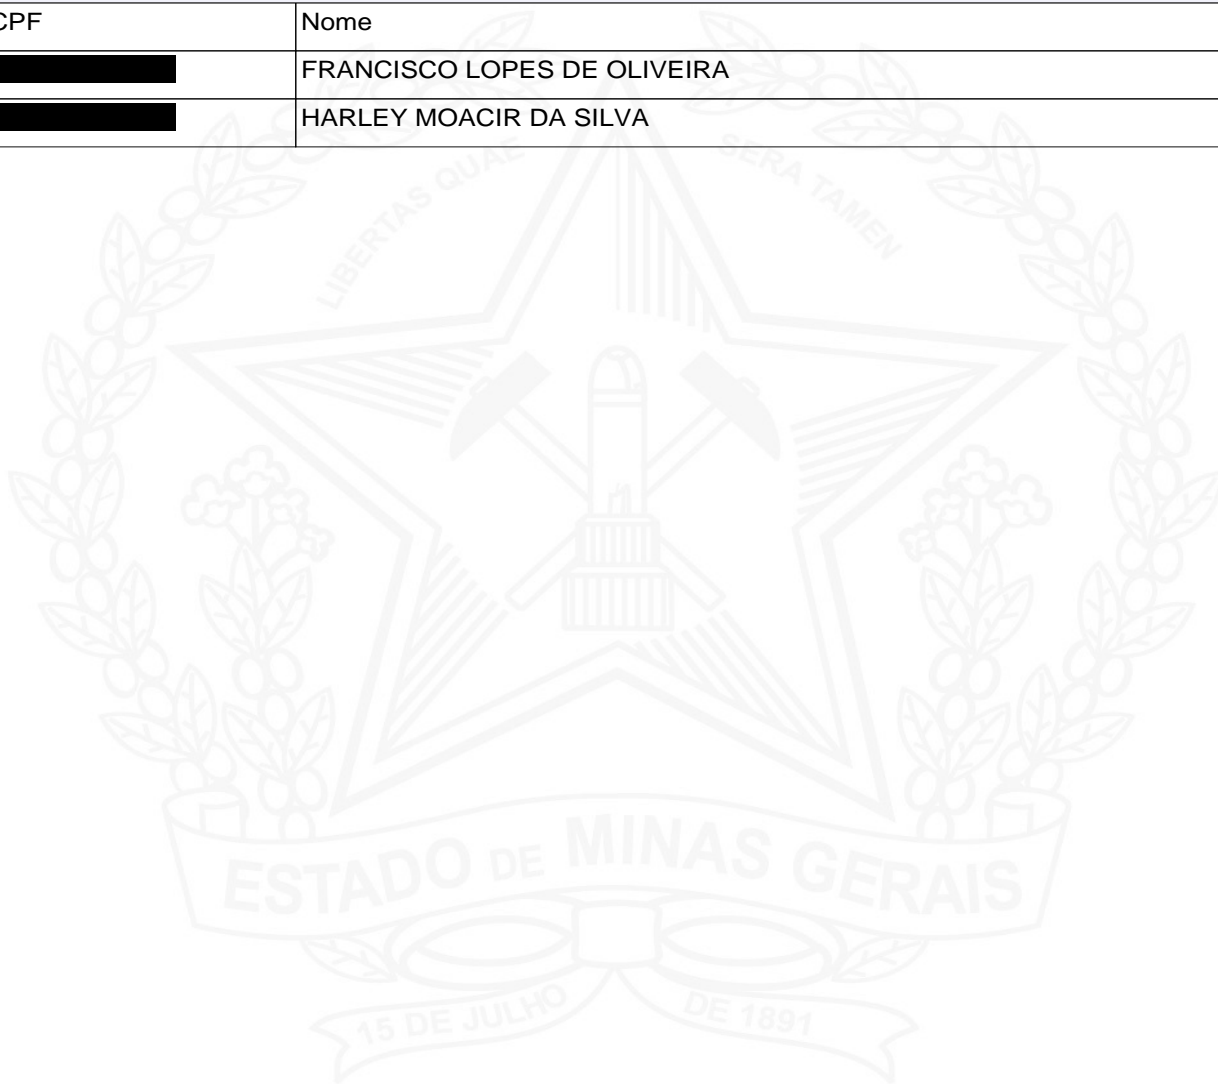 CPF Nome
FRANCISCO LOPES DE OLIVEIRA
HARLEY MOACIR DA SILVA
LIBERTAS QUAE SERA TAMEN
ESTADO DE MINAS GERAIS
15 DE JULHO DE 1891